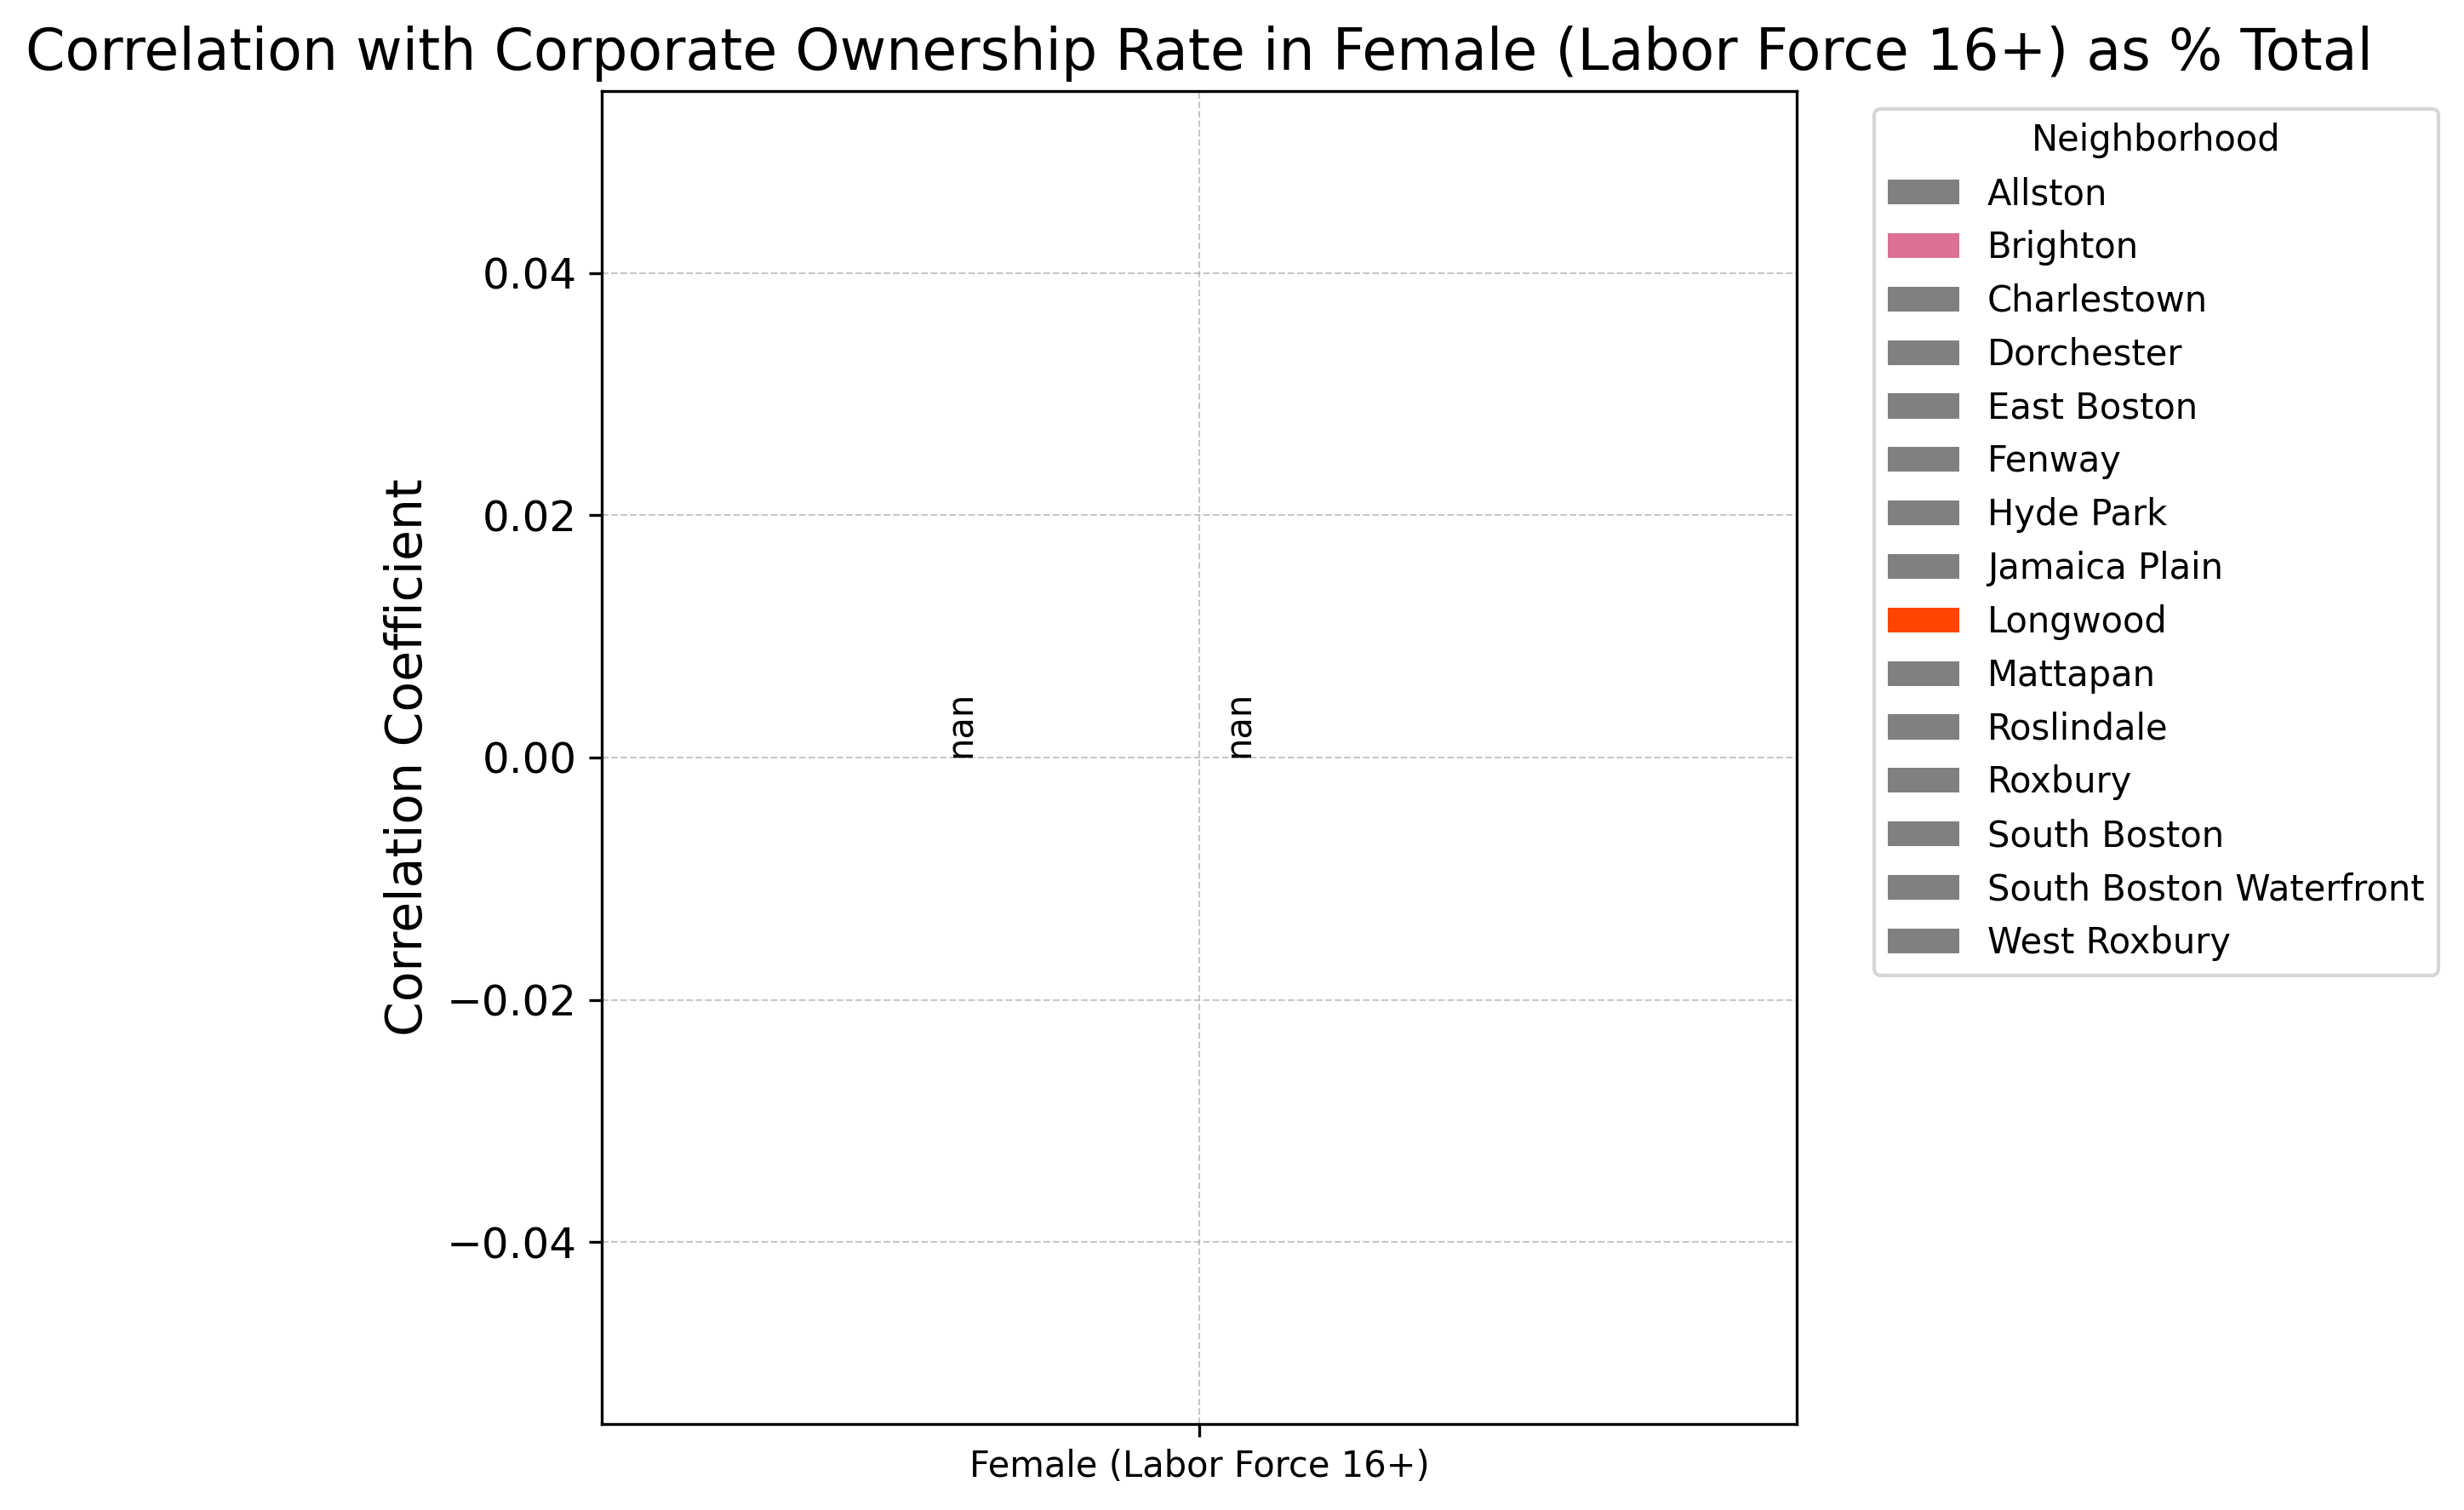 Correlation with Corporate Ownership Rate in Female (Labor Force 16+) as % Total
Correlation Coefficient
0.04
0.02
0.00
−0.02
−0.04
nan
nan
Female (Labor Force 16+)
Neighborhood
Allston
Brighton
Charlestown
Dorchester
East Boston
Fenway
Hyde Park
Jamaica Plain
Longwood
Mattapan
Roslindale
Roxbury
South Boston
South Boston Waterfront
West Roxbury